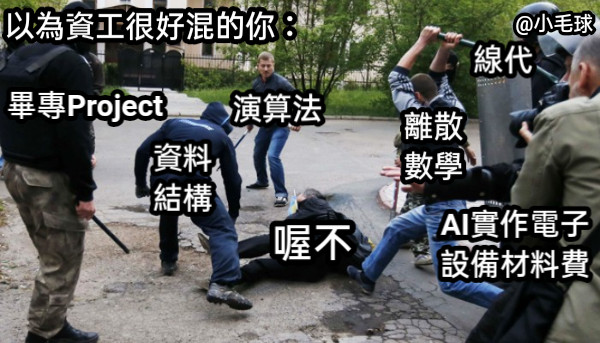 以為資工很好混的你：
@小毛球
線代
畢專Project
演算法
離散
數學
資料
結構
喔不
AI實作電子
設備材料費